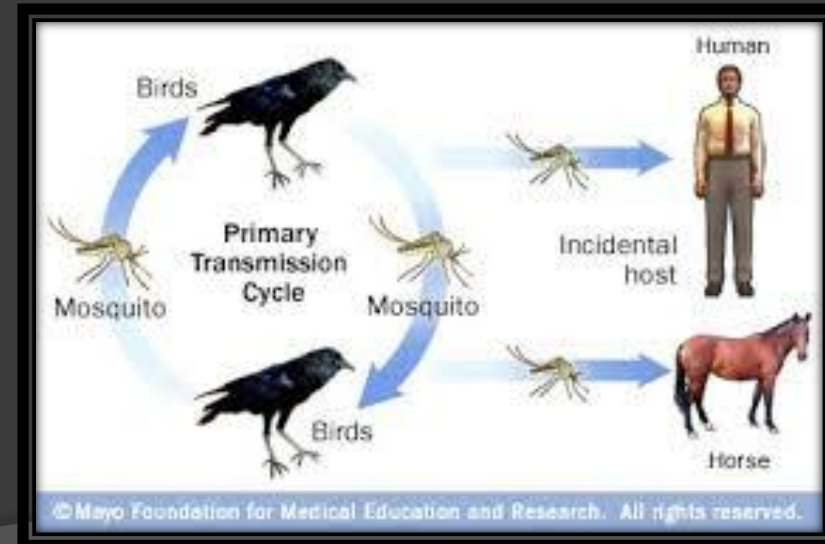 Human
Birds
Primary
Transmission
Cycle
Mosquito
Mosquito
Incidental
host
Birds
Horse
©Mayo Foundation for Medical Education and Research. All rights reserved.